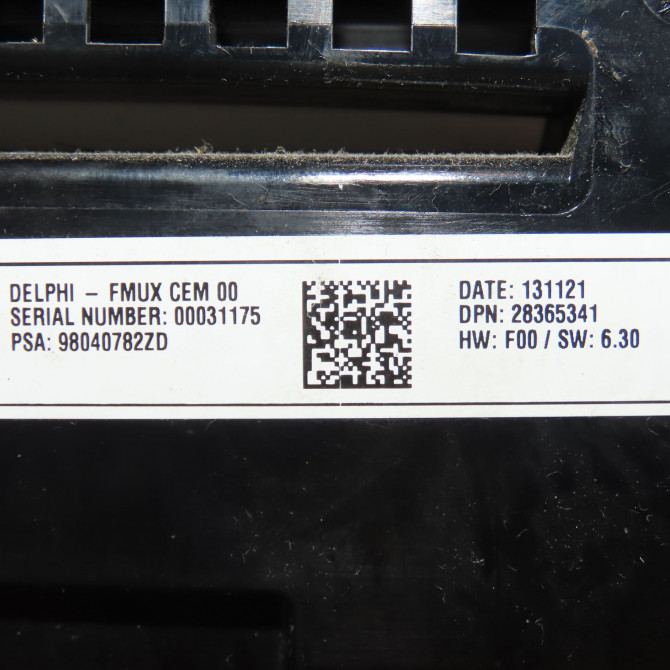 DELPHI – FMUX CEM 00
SERIAL NUMBER: 00031175
PSA: 98040782ZD
DATE: 131121
DPN: 28365341
HW: F00 / SW: 6.30